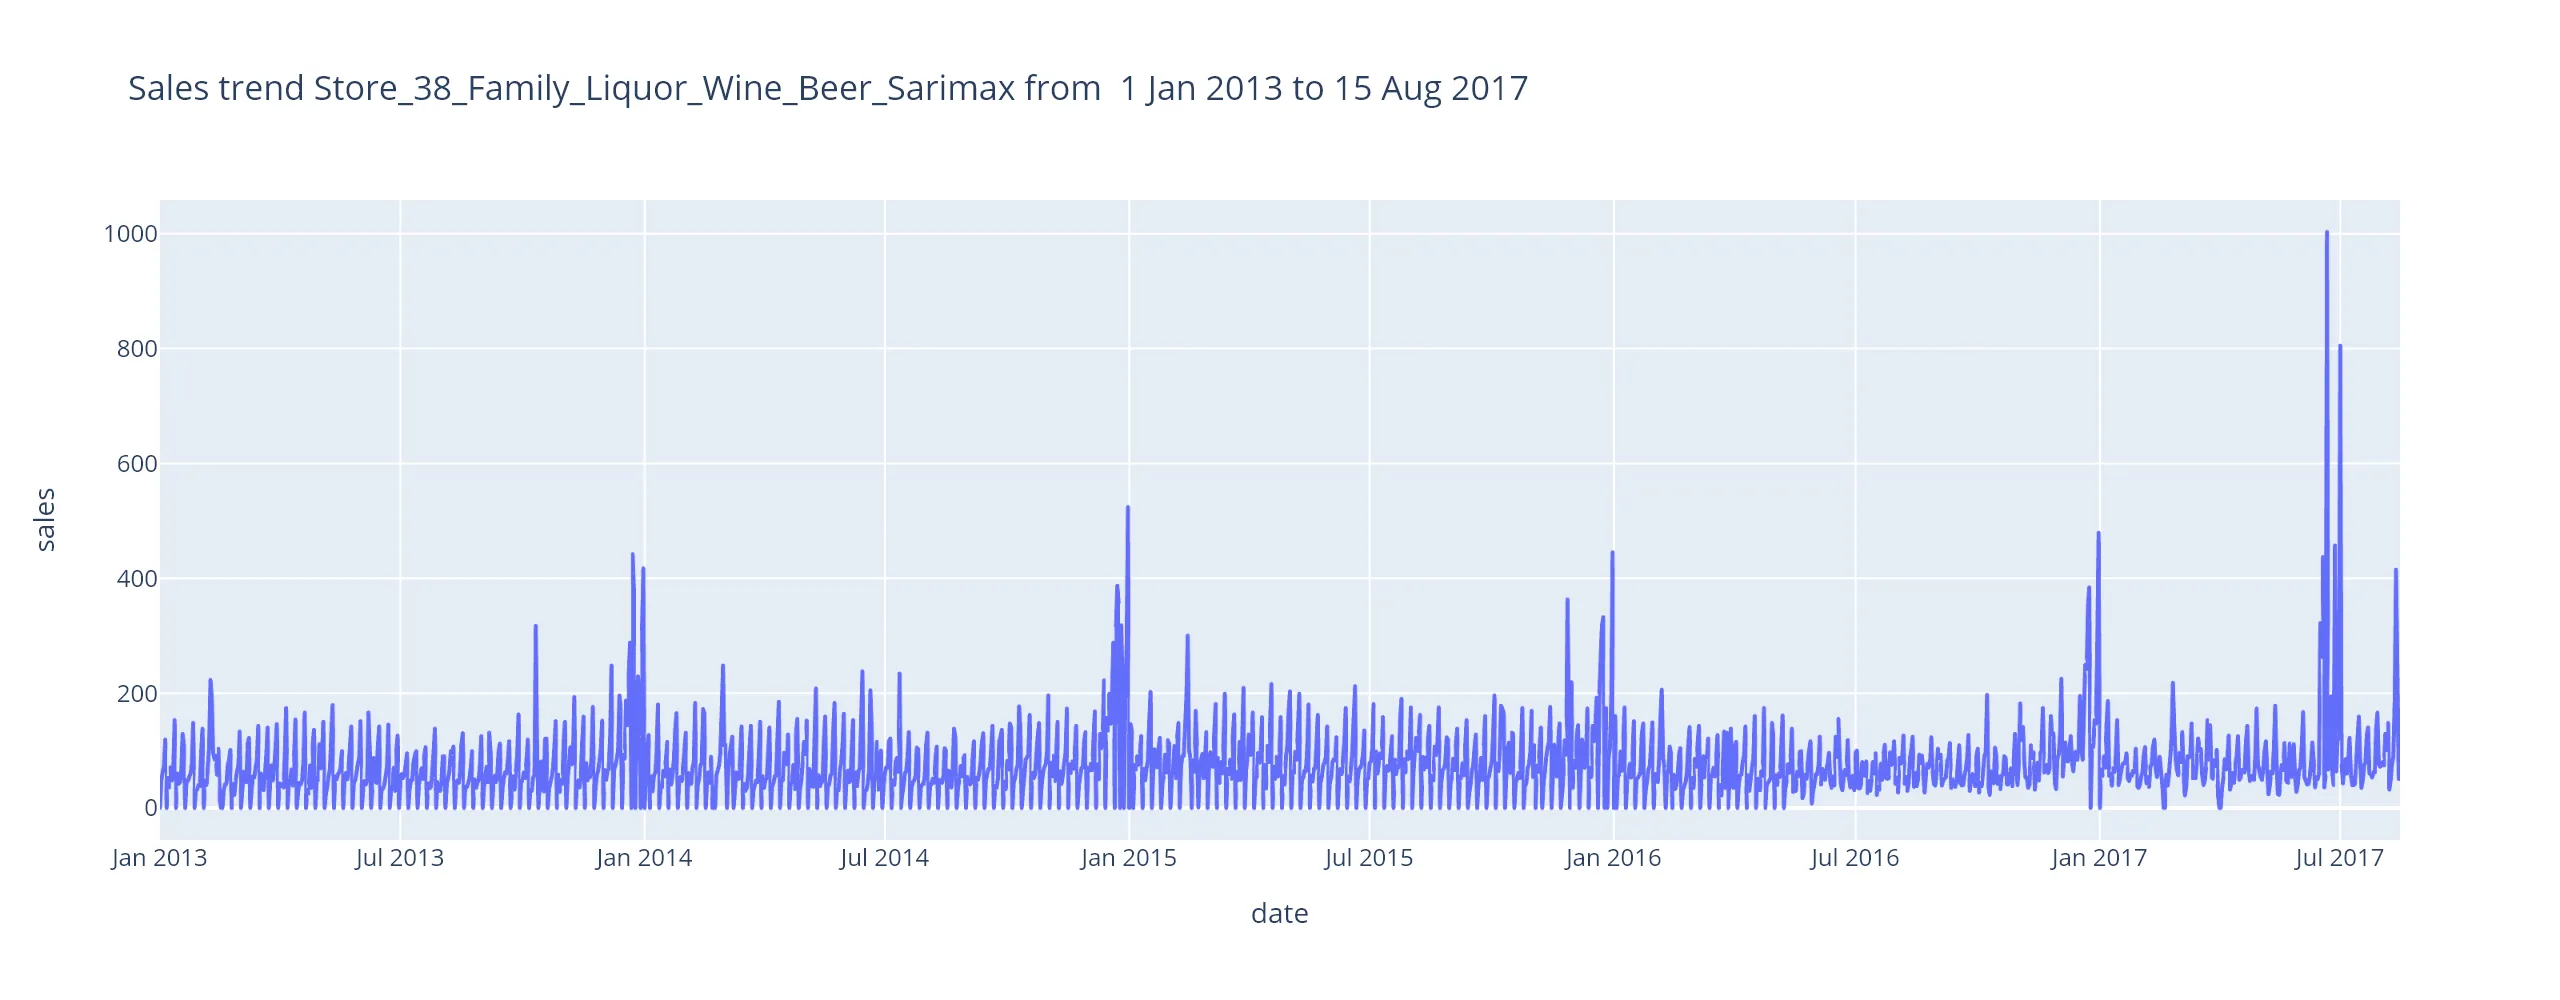 Sales trend Store_38_Family_Liquor_Wine_Beer_Sarimax from  1 Jan 2013 to 15 Aug 2017
1000
800
600
400
200
0
sales
Jan 2013 Jul 2013 Jan 2014 Jul 2014 Jan 2015 Jul 2015 Jan 2016 Jul 2016 Jan 2017 Jul 2017
date